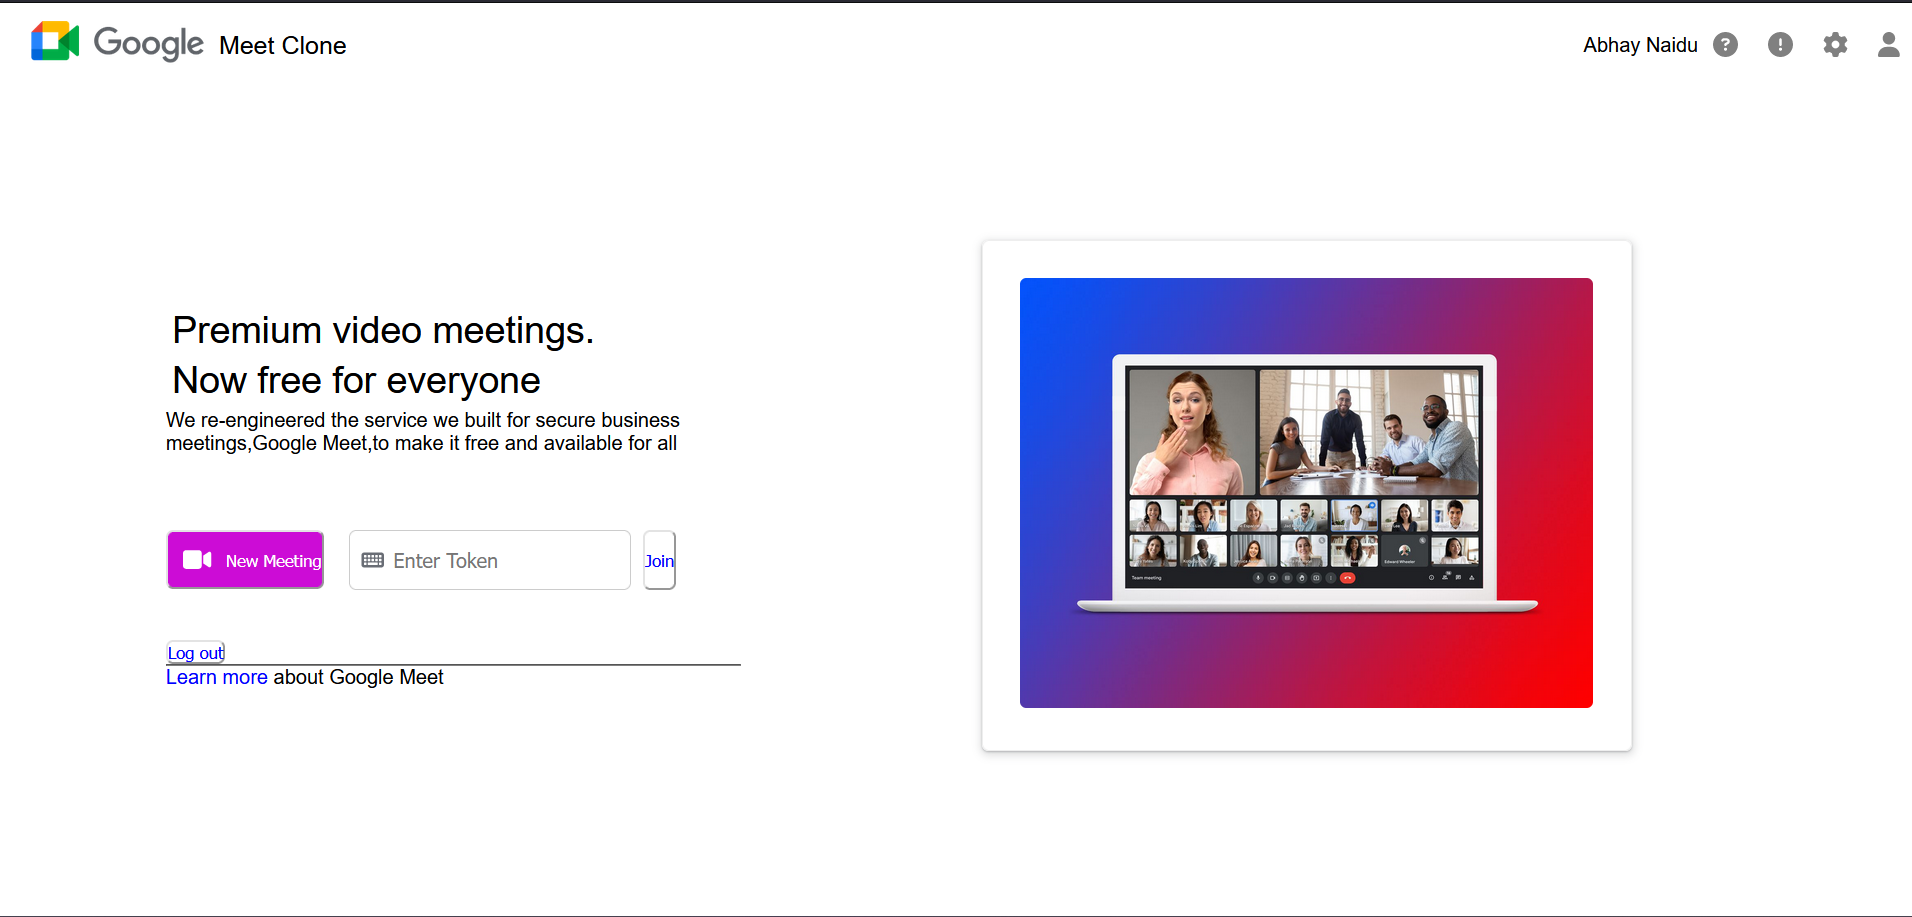 Google Meet Clone
Abhay Naidu
Premium video meetings.
Now free for everyone
We re-engineered the service we built for secure business
meetings,Google Meet,to make it free and available for all
New Meeting
Enter Token
Join
Log out
Learn more about Google Meet
Edward Wheeler
Team meeting